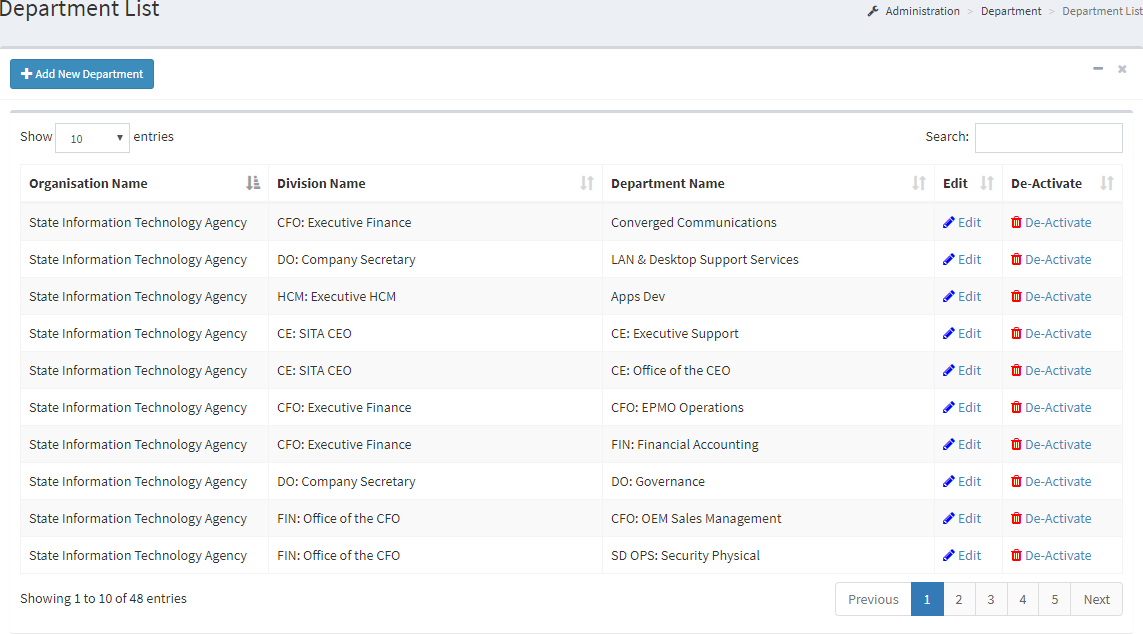 Department List
Administration > Department > Department List
Add New Department
Show 10 entries Search:
Organisation Name Division Name Department Name Edit De-Activate
State Information Technology Agency CFO: Executive Finance Converged Communications Edit De-Activate
State Information Technology Agency DO: Company Secretary LAN & Desktop Support Services Edit De-Activate
State Information Technology Agency HCM: Executive HCM Apps Dev Edit De-Activate
State Information Technology Agency CE: SITA CEO CE: Executive Support Edit De-Activate
State Information Technology Agency CE: SITA CEO CE: Office of the CEO Edit De-Activate
State Information Technology Agency CFO: Executive Finance CFO: EPMO Operations Edit De-Activate
State Information Technology Agency CFO: Executive Finance FIN: Financial Accounting Edit De-Activate
State Information Technology Agency DO: Company Secretary DO: Governance Edit De-Activate
State Information Technology Agency FIN: Office of the CFO CFO: OEM Sales Management Edit De-Activate
State Information Technology Agency FIN: Office of the CFO SD OPS: Security Physical Edit De-Activate
Showing 1 to 10 of 48 entries Previous 1 2 3 4 5 Next